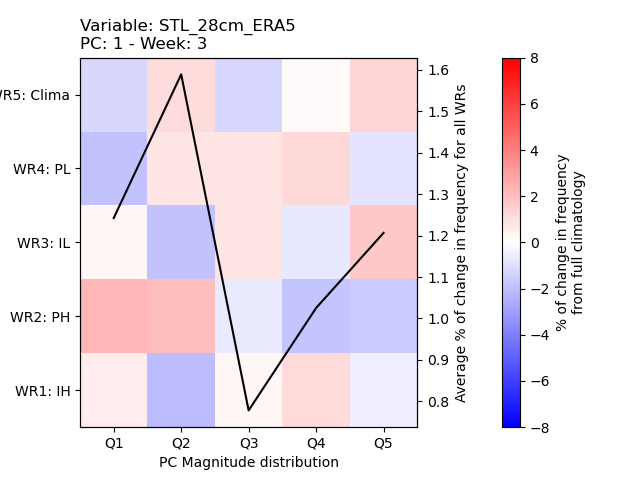 Variable: STL_28cm_ERA5
PC: 1 - Week: 3
R5: Clima
WR4: PL
WR3: IL
WR2: PH
WR1: IH
Q1 Q2 Q3 Q4 Q5
PC Magnitude distribution
1.6
1.5
1.4
1.3
1.2
1.1
1.0
0.9
0.8
Average % of change in frequency for all WRs
8
6
4
2
0
−2
−4
−6
−8
% of change in frequency
from full climatology